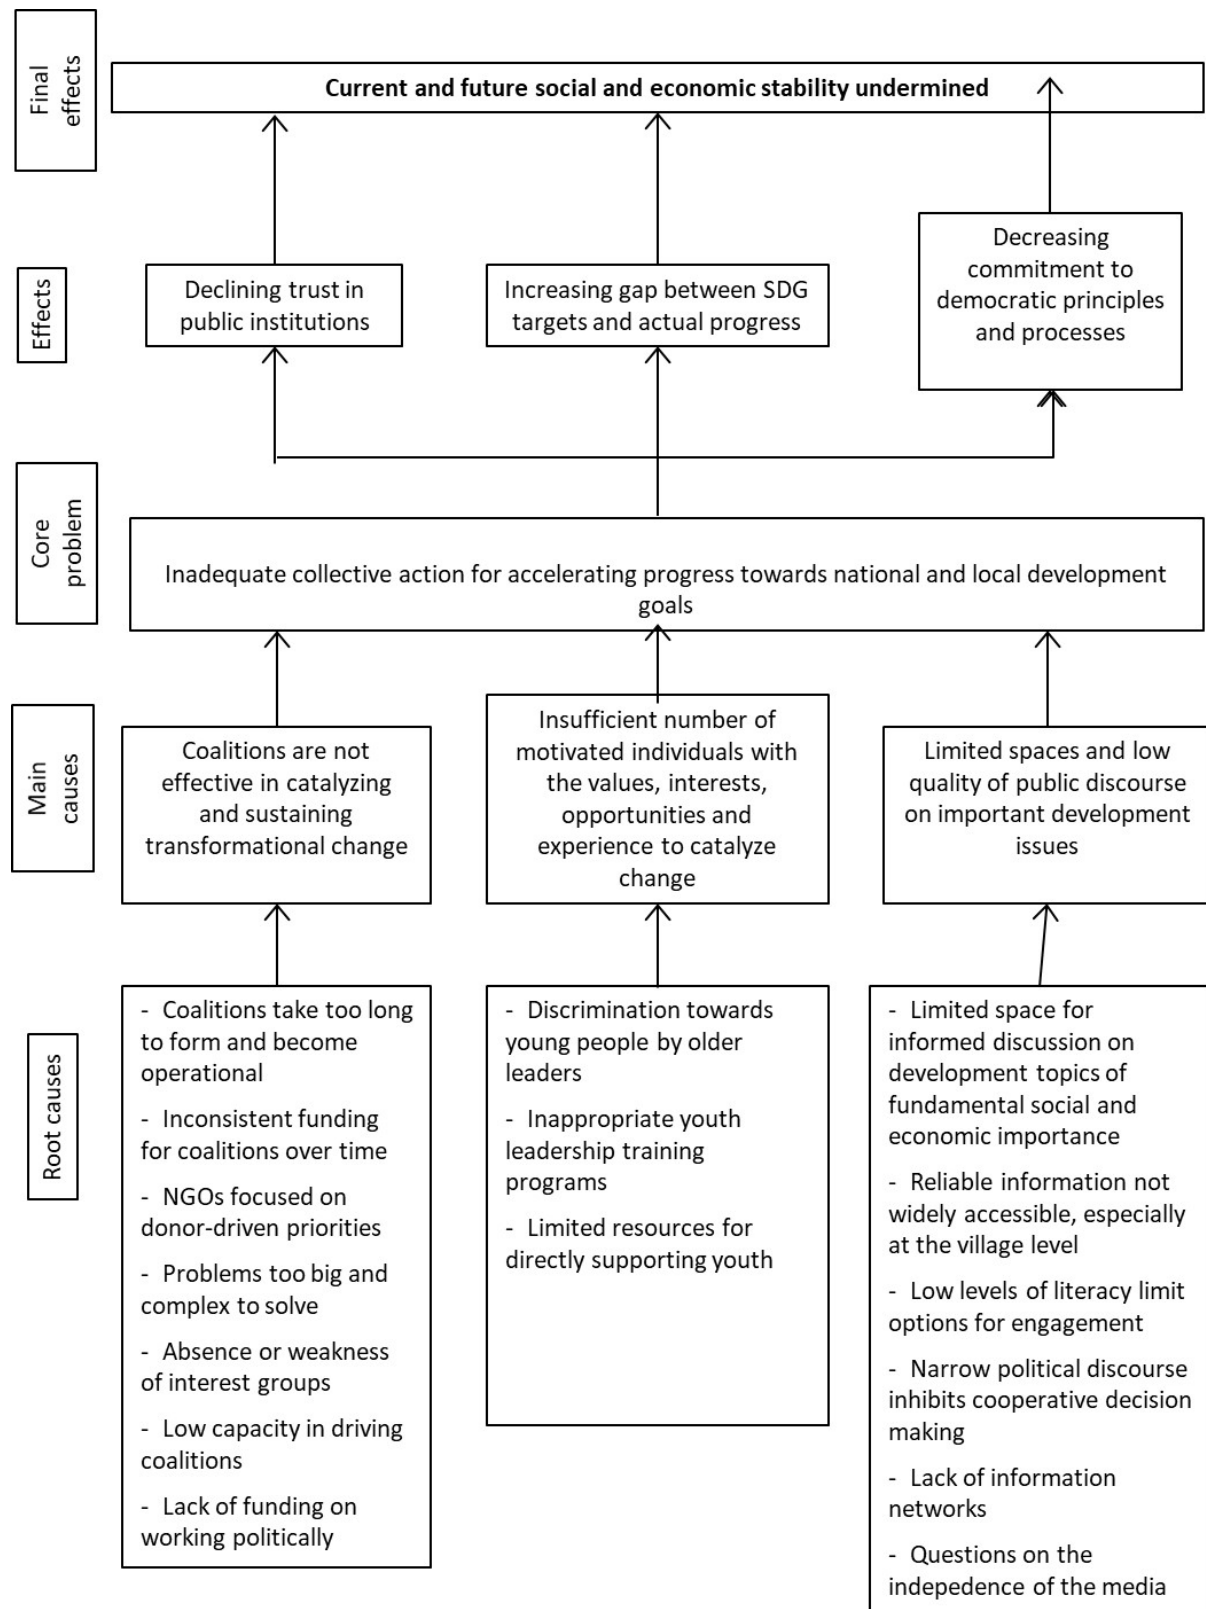 Final
effects
Current and future social and economic stability undermined
Effects
Declining trust in
public institutions
Increasing gap between SDG
targets and actual progress
Decreasing
commitment to
democratic principles
and processes
Core
problem
Inadequate collective action for accelerating progress towards national and local development
goals
Main
causes
Coalitions are not
effective in catalyzing
and sustaining
transformational change
Insufficient number of
motivated individuals with
the values, interests,
opportunities and
experience to catalyze
change
Limited spaces and low
quality of public discourse
on important development
issues
Root causes
- Coalitions take too long
to form and become
operational
- Inconsistent funding
for coalitions over time
- NGOs focused on
donor-driven priorities
- Problems too big and
complex to solve
- Absence or weakness
of interest groups
- Low capacity in driving
coalitions
- Lack of funding on
working politically
- Discrimination towards
young people by older
leaders
- Inappropriate youth
leadership training
programs
- Limited resources for
directly supporting youth
- Limited space for
informed discussion on
development topics of
fundamental social and
economic importance
- Reliable information not
widely accessible, especially
at the village level
- Low levels of literacy limit
options for engagement
- Narrow political discourse
inhibits cooperative decision
making
- Lack of information
networks
- Questions on the
indepedence of the media